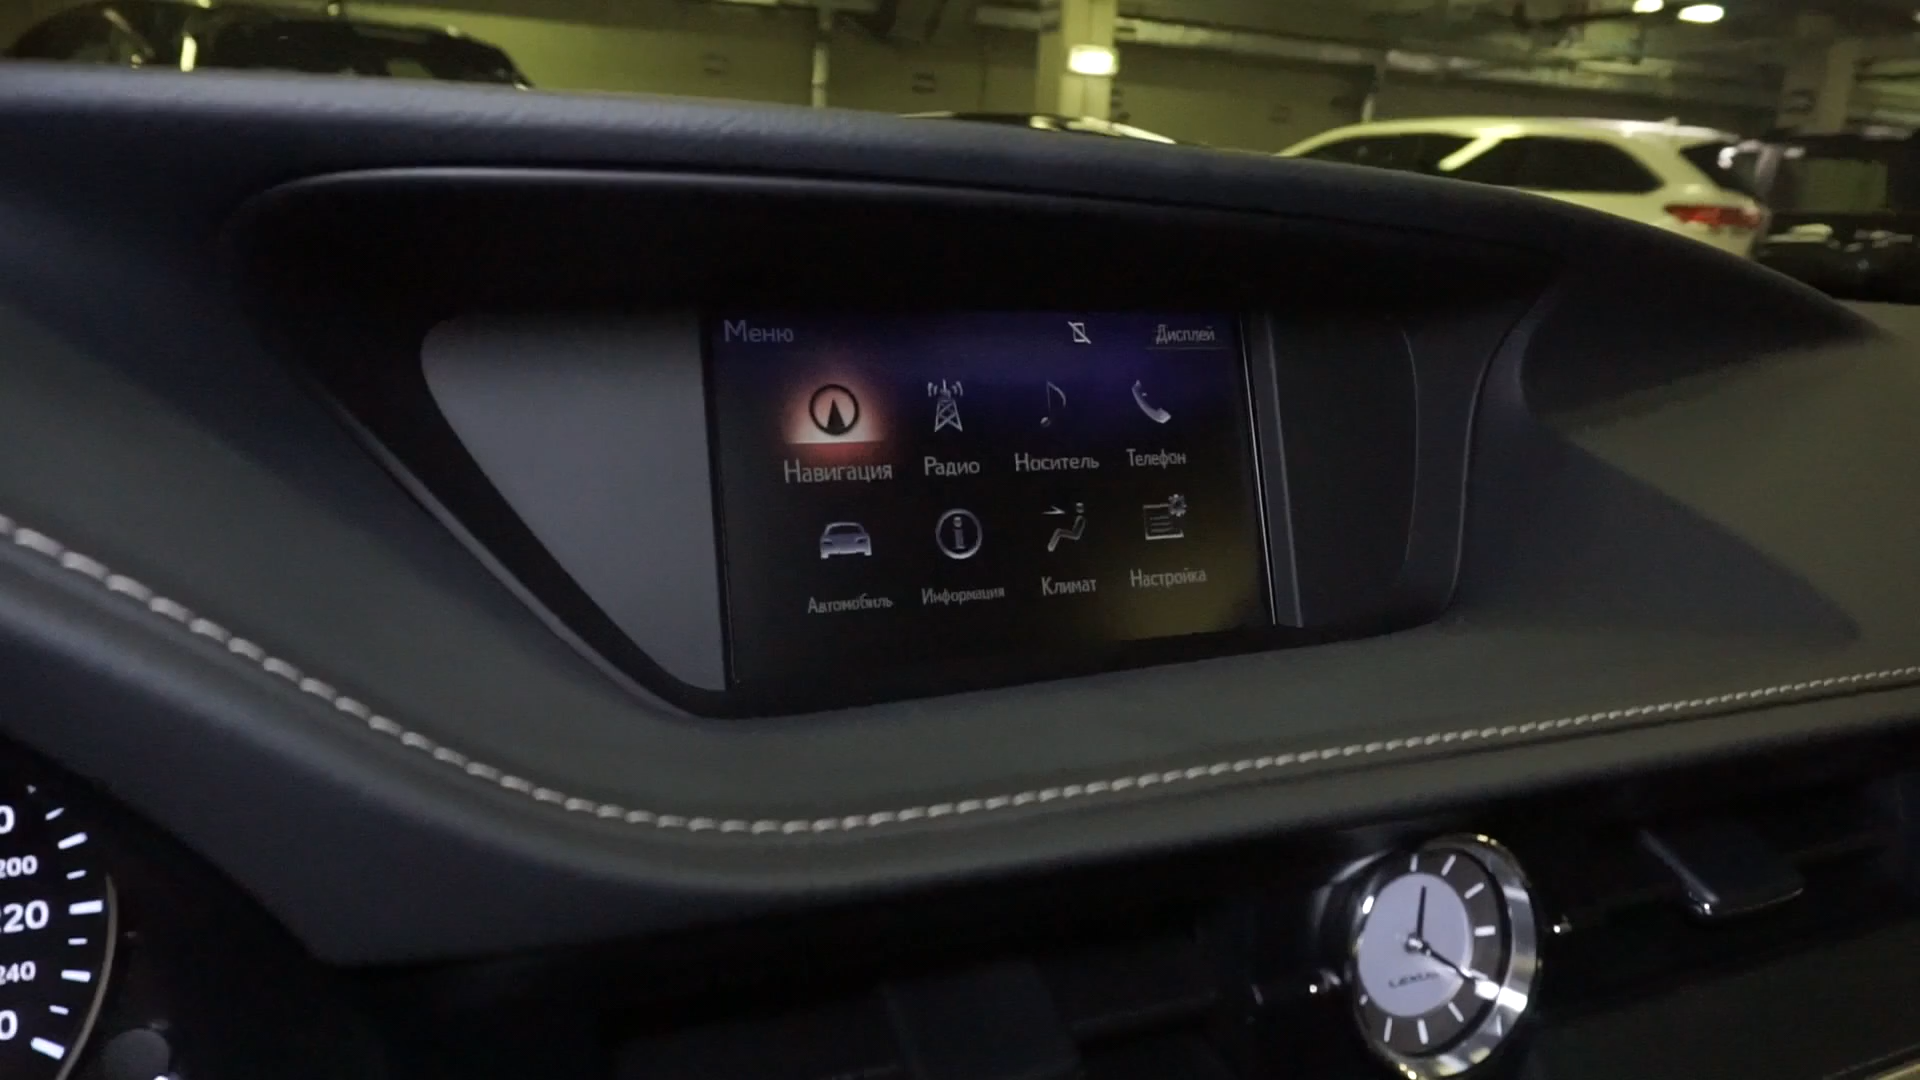 Меню
Дисплей
Навигация Радио Носитель Телефон
Автомобиль Информация Климат Настройка
200
220
240
LEXUS